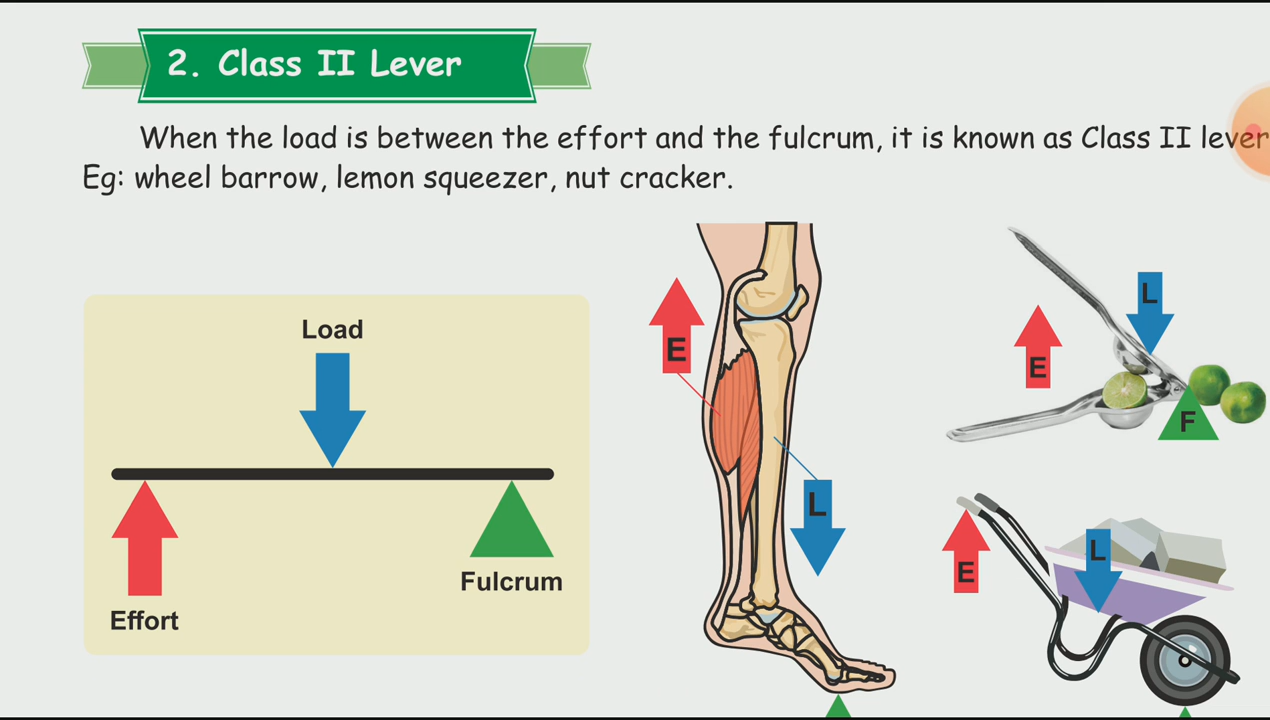 2. Class II Lever
When the load is between the effort and the fulcrum, it is known as Class II lever
Eg: wheel barrow, lemon squeezer, nut cracker.
Load
Effort
Fulcrum
E
L
E
L
F
E
L